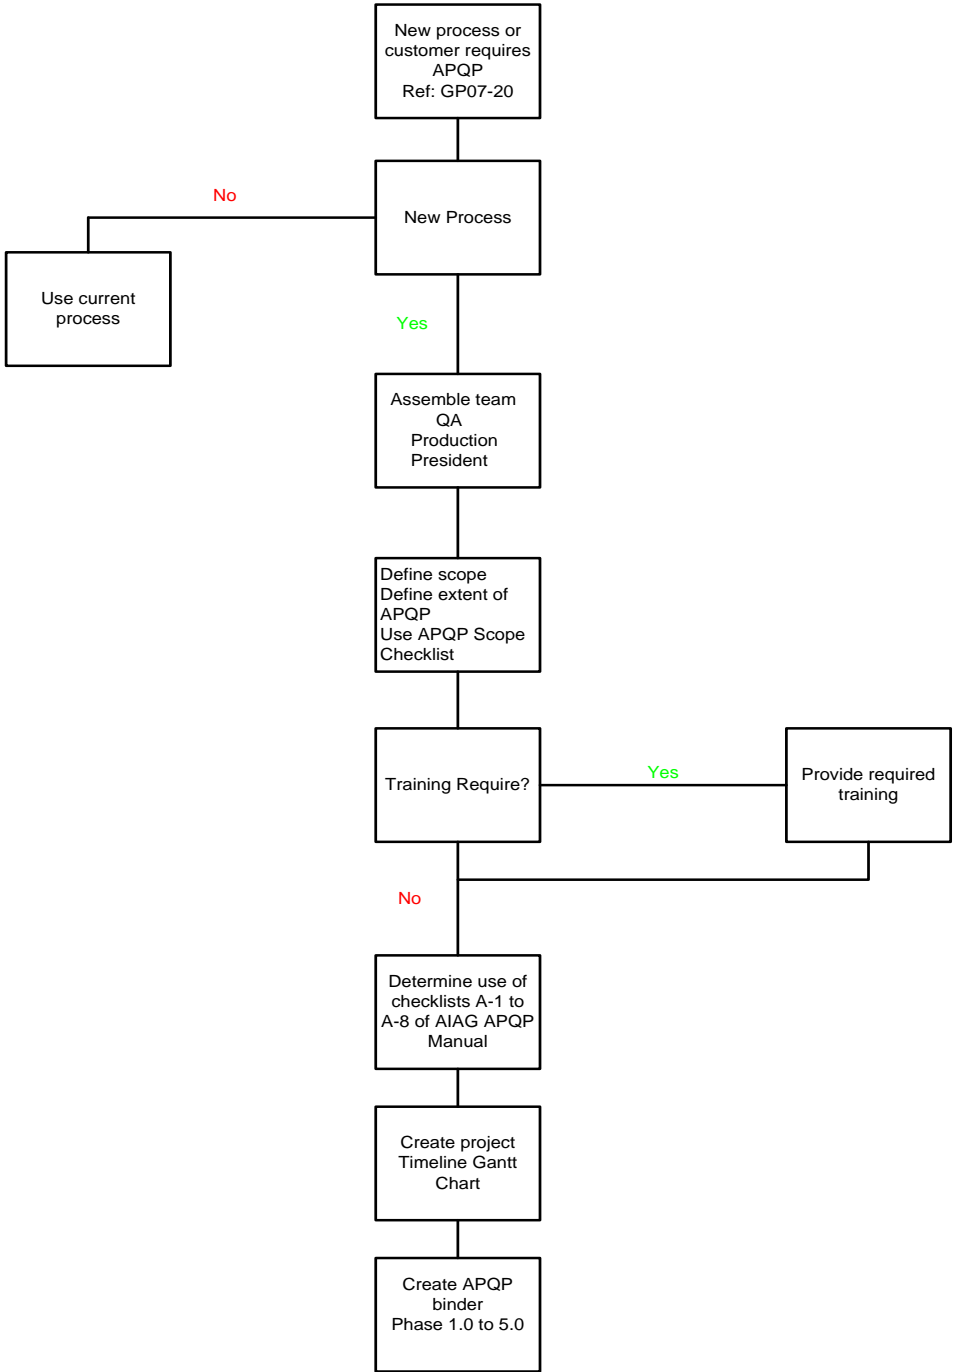 New process or
customer requires
APQP
Ref: GP07-20
No
New Process
Use current
process
Yes
Assemble team
QA
Production
President
Define scope
Define extent of
APQP
Use APQP Scope
Checklist
Training Require?
Yes
Provide required
training
No
Determine use of
checklists A-1 to
A-8 of AIAG APQP
Manual
Create project
Timeline Gantt
Chart
Create APQP
binder
Phase 1.0 to 5.0